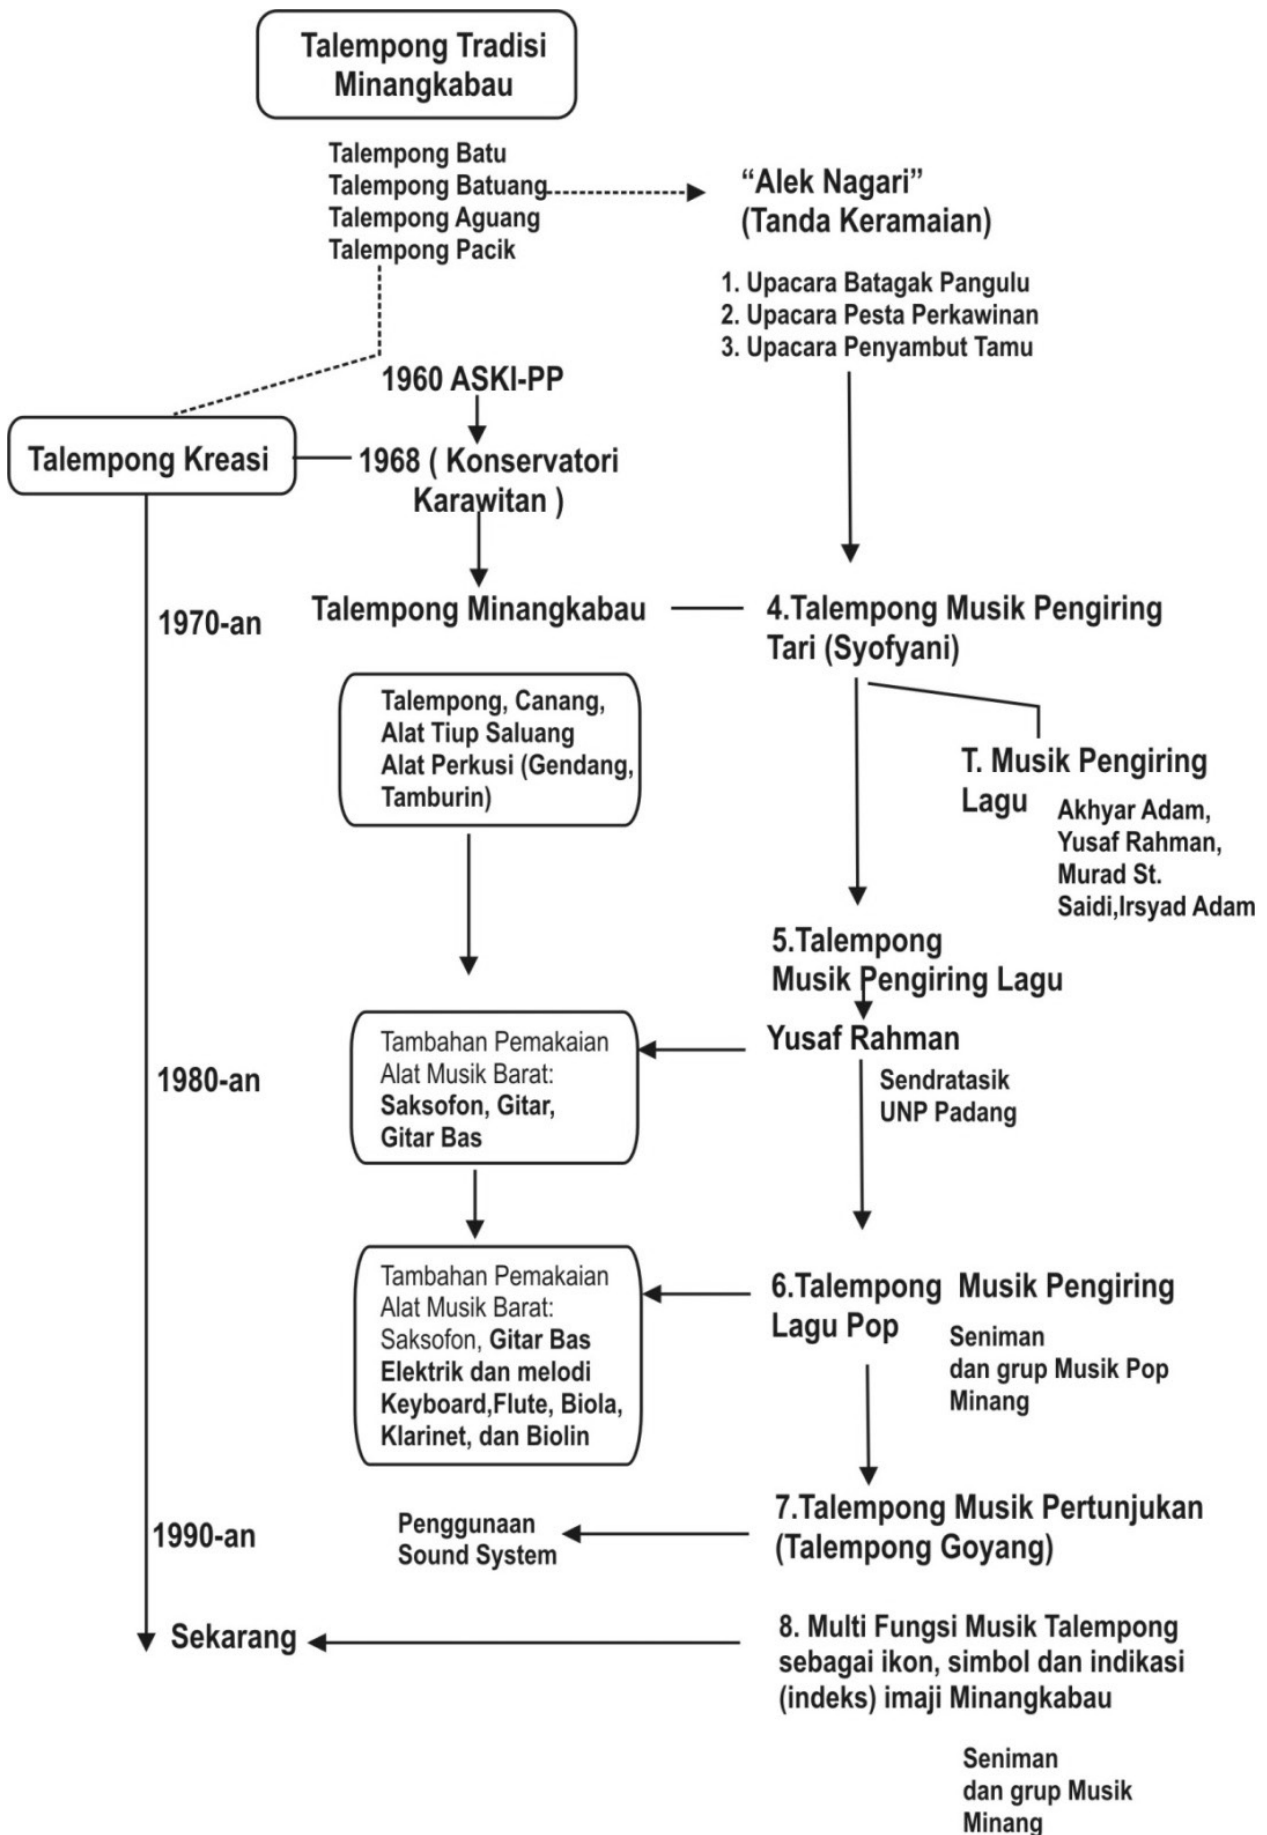 Talempong Tradisi
Minangkabau
Talempong Batu
Talempong Batuang
Talempong Aguang
Talempong Pacik
“Alek Nagari”
(Tanda Keramaian)
1. Upacara Batagak Pangulu
2. Upacara Pesta Perkawinan
3. Upacara Penyambut Tamu
1960 ASKI-PP
Talempong Kreasi
1968 ( Konservatori
Karawitan )
1970-an
Talempong Minangkabau
4.Talempong Musik Pengiring
Tari (Syofyani)
Talempong, Canang,
Alat Tiup Saluang
Alat Perkusi (Gendang,
Tamburin)
T. Musik Pengiring
Lagu
Akhyar Adam,
Yusaf Rahman,
Murad St.
Saidi,Irsyad Adam
5.Talempong
Musik Pengiring Lagu
Yusaf Rahman
Sendratasik
UNP Padang
1980-an
Tambahan Pemakaian
Alat Musik Barat:
Saksofon, Gitar,
Gitar Bas
Tambahan Pemakaian
Alat Musik Barat:
Saksofon, Gitar Bas
Elektrik dan melodi
Keyboard,Flute, Biola,
Klarinet, dan Biolin
6.Talempong Musik Pengiring
Lagu Pop
Seniman
dan grup Musik Pop
Minang
1990-an
Penggunaan
Sound System
7.Talempong Musik Pertunjukan
(Talempong Goyang)
Sekarang
8. Multi Fungsi Musik Talempong
sebagai ikon, simbol dan indikasi
(indeks) imaji Minangkabau
Seniman
dan grup Musik
Minang